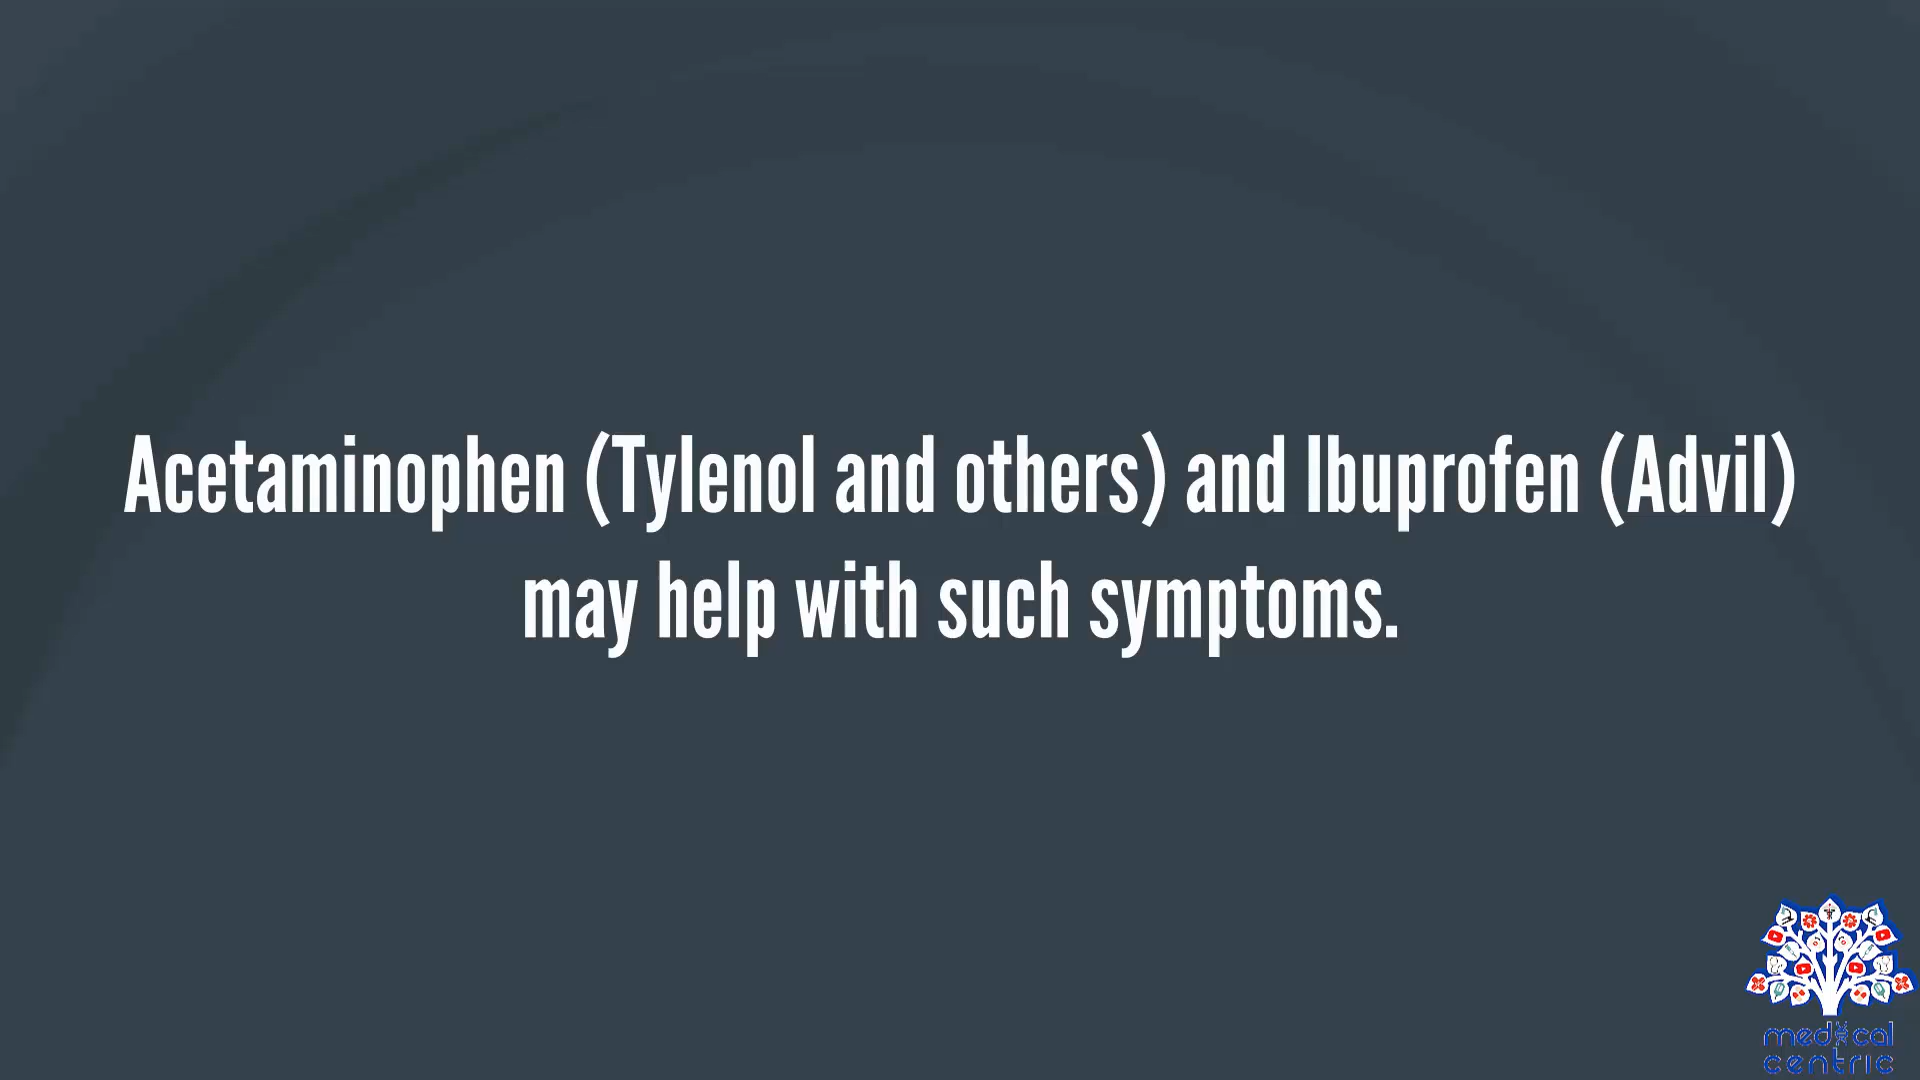 Acetaminophen (Tylenol and others) and Ibuprofen (Advil)
may help with such symptoms.
medical
centric